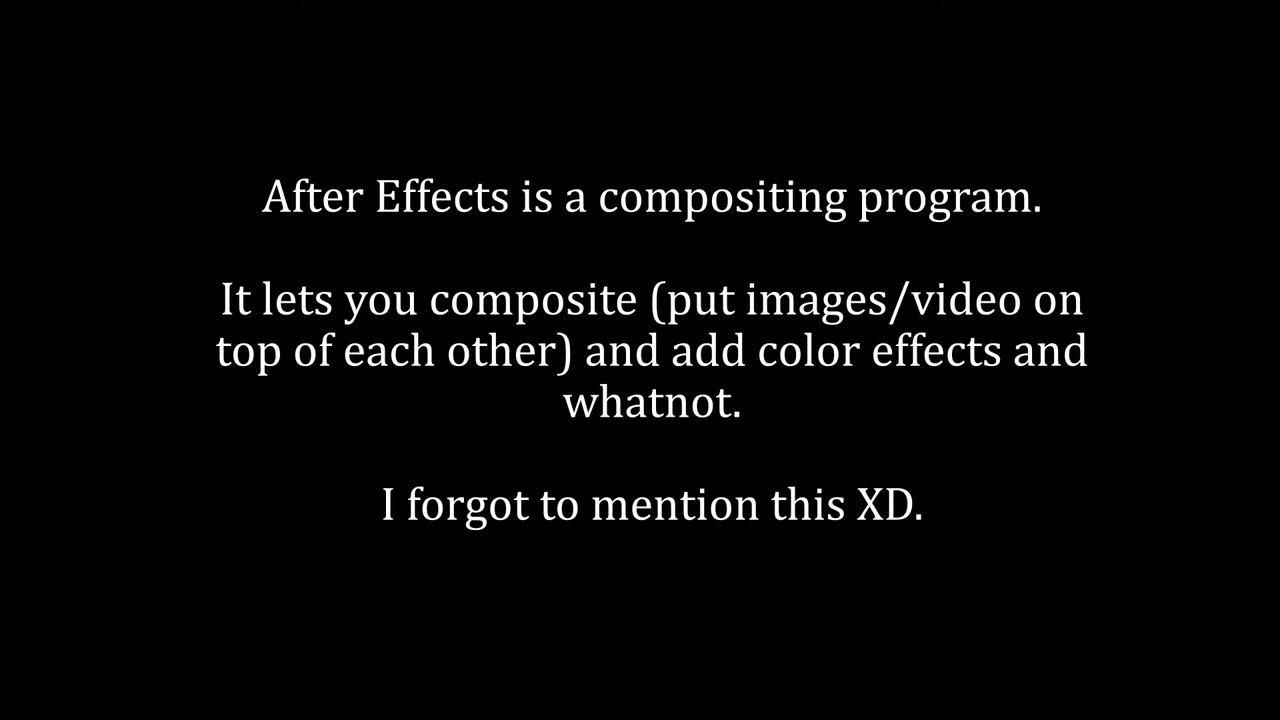 After Effects is a compositing program.
It lets you composite (put images/video on
top of each other) and add color effects and
whatnot.
I forgot to mention this XD.